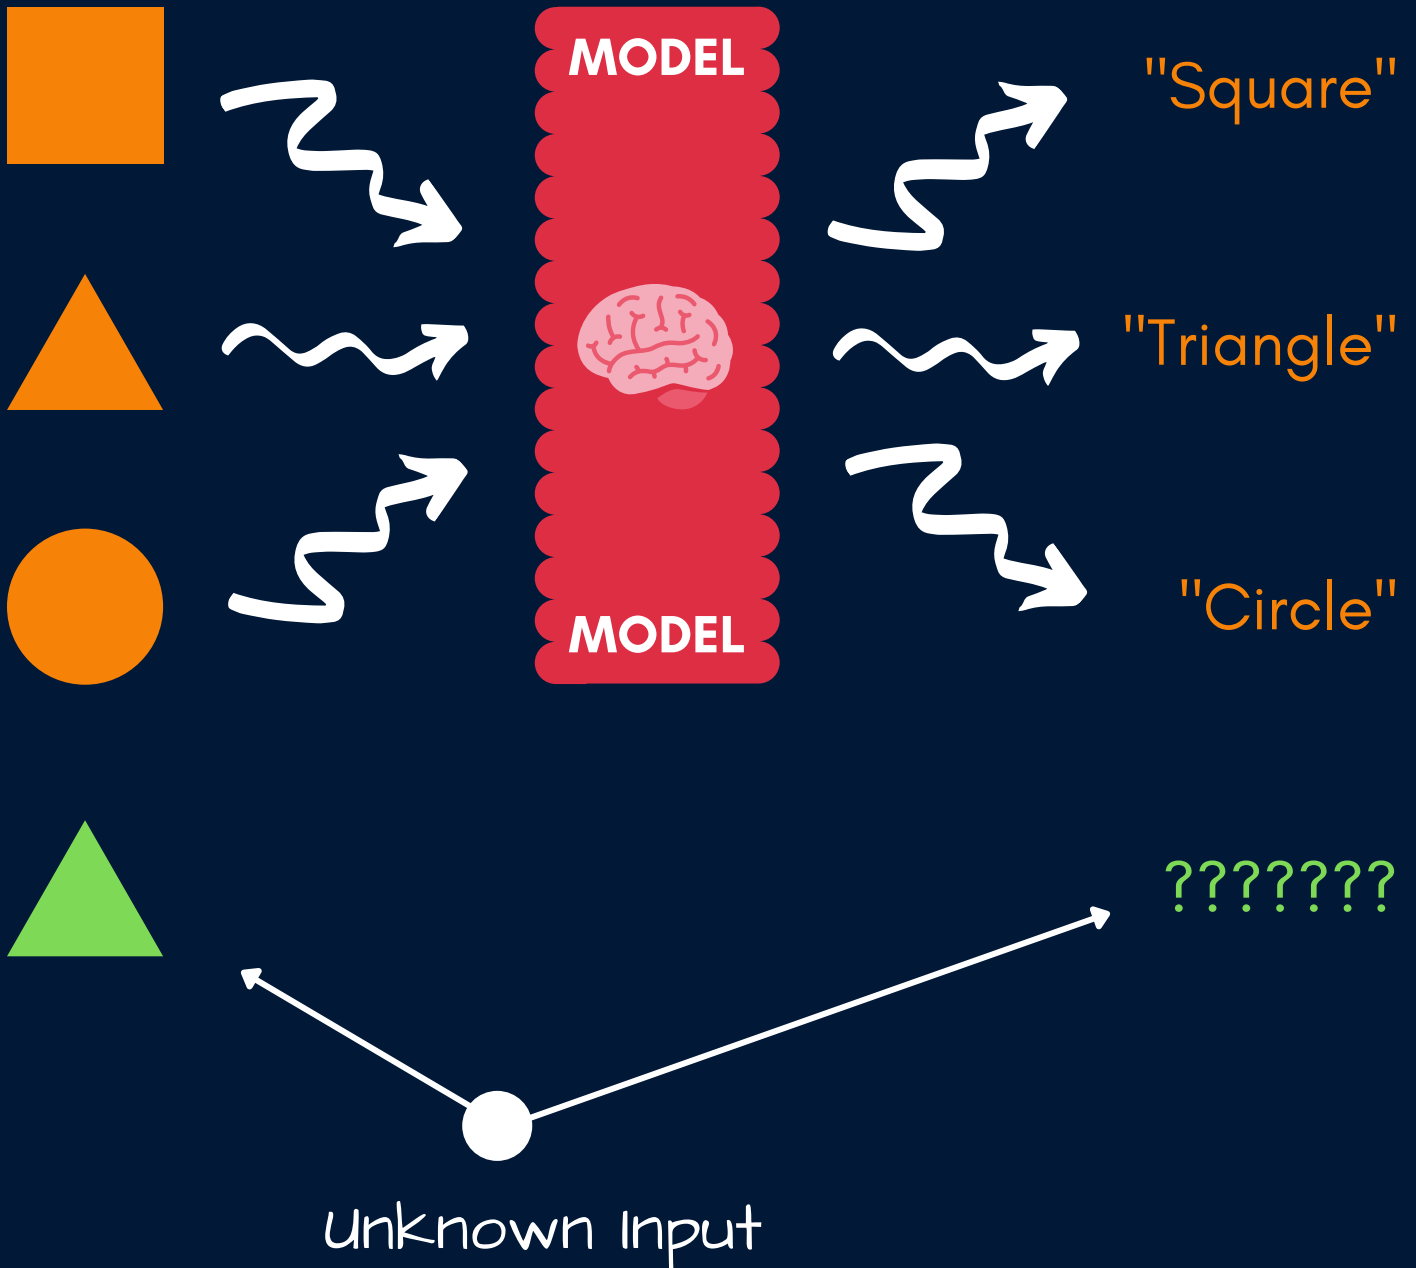 MODEL
"Square"
"Triangle"
"Circle"
MODEL
???????
Unknown Input